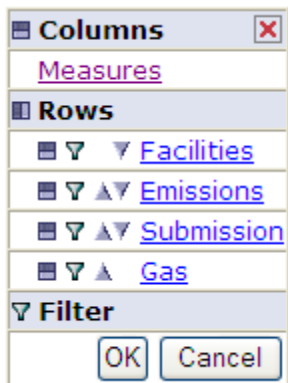 Columns
Measures
Rows
Facilities
Emissions
Submission
Gas
Filter
OK Cancel